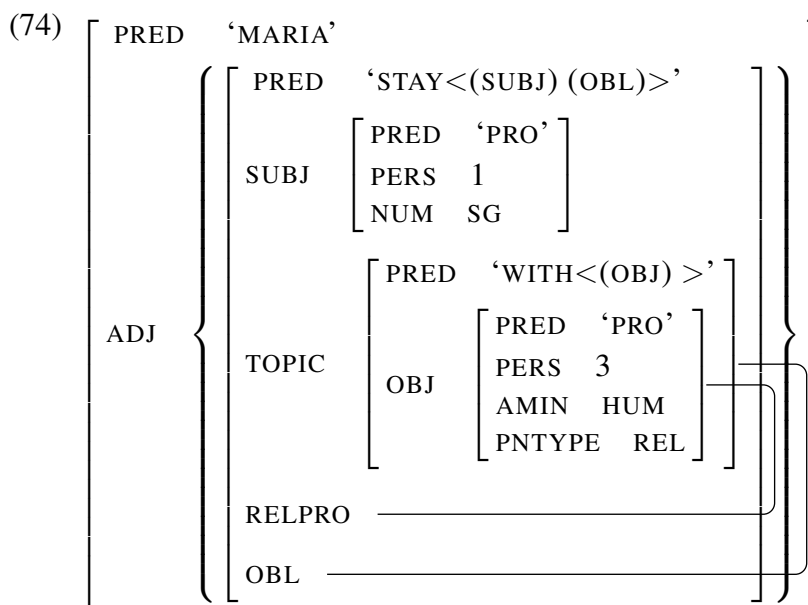 (74)
PRED ‘MARIA’
PRED ‘STAY<(SUBJ) (OBL)>’
PRED ‘PRO’
SUBJ PERS 1
NUM SG
PRED ‘WITH<(OBJ) >’
PRED ‘PRO’
ADJ
TOPIC PERS 3
OBJ
AMIN HUM
PNTYPE REL
RELPRO
OBL